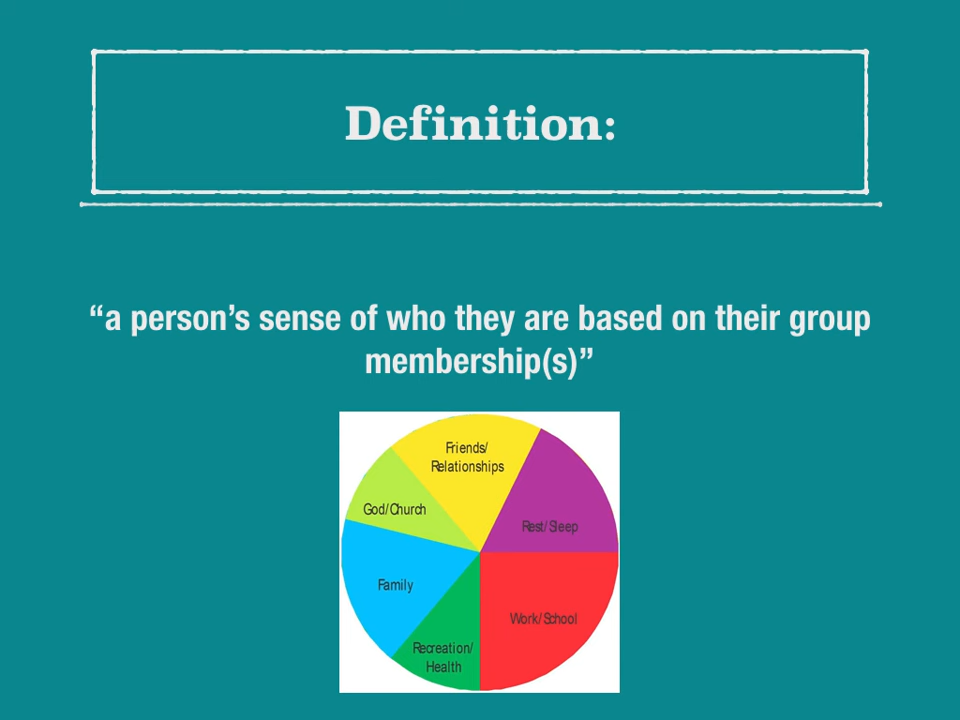 Definition:
“a person’s sense of who they are based on their group
membership(s)”
Friends/
Relationships
God/Church
Rest/Sleep
Family
Work/School
Recreation/
Health